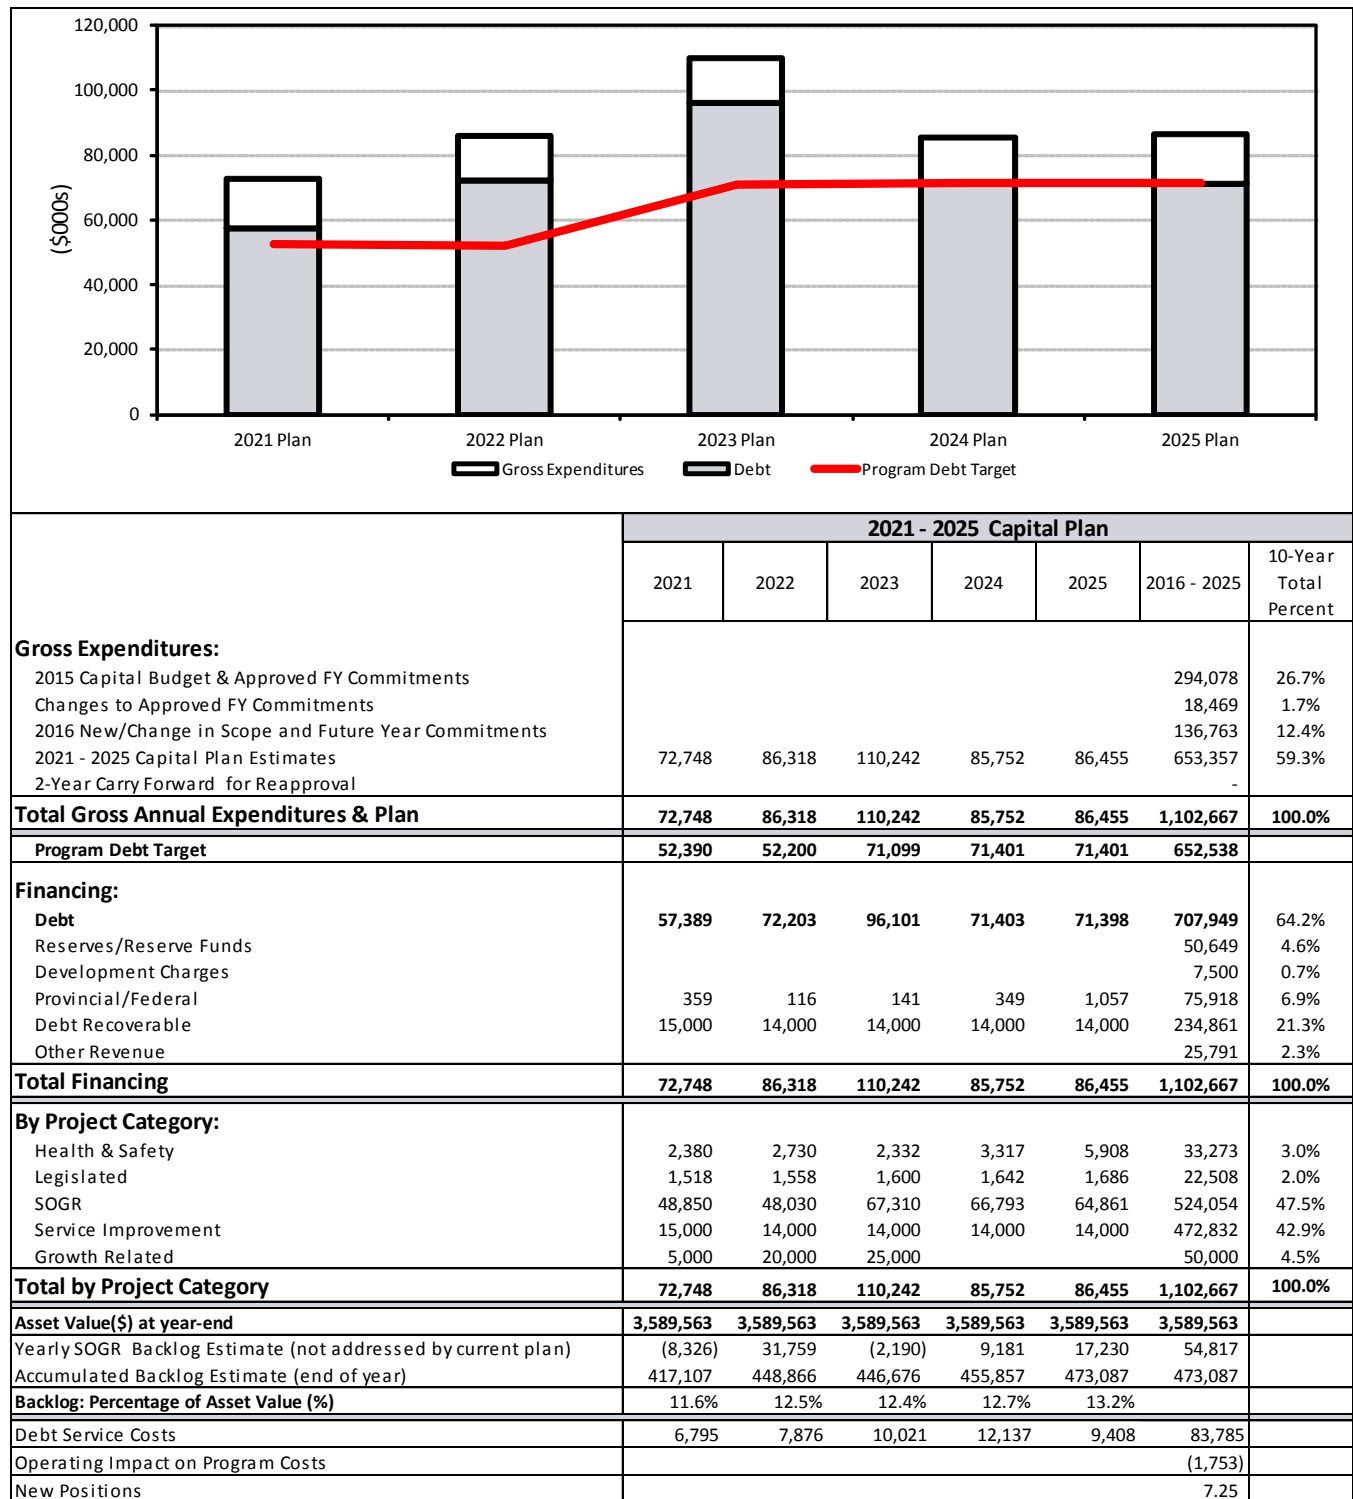 120,000
100,000
80,000
60,000
40,000
20,000
0
($000s)
2021 Plan 2022 Plan 2023 Plan 2024 Plan 2025 Plan
Gross Expenditures Debt Program Debt Target
2021 - 2025 Capital Plan
2021 2022 2023 2024 2025 2016 - 2025 10-Year
Total
Percent
Gross Expenditures:
2015 Capital Budget & Approved FY Commitments 294,078 26.7%
Changes to Approved FY Commitments 18,469 1.7%
2016 New/Change in Scope and Future Year Commitments 136,763 12.4%
2021 - 2025 Capital Plan Estimates 72,748 86,318 110,242 85,752 86,455 653,357 59.3%
2-Year Carry Forward for Reapproval -
Total Gross Annual Expenditures & Plan 72,748 86,318 110,242 85,752 86,455 1,102,667 100.0%
Program Debt Target 52,390 52,200 71,099 71,401 71,401 652,538
Financing:
Debt 57,389 72,203 96,101 71,403 71,398 707,949 64.2%
Reserves/Reserve Funds 50,649 4.6%
Development Charges 7,500 0.7%
Provincial/Federal 359 116 141 349 1,057 75,918 6.9%
Debt Recoverable 15,000 14,000 14,000 14,000 14,000 234,861 21.3%
Other Revenue 25,791 2.3%
Total Financing 72,748 86,318 110,242 85,752 86,455 1,102,667 100.0%
By Project Category:
Health & Safety 2,380 2,730 2,332 3,317 5,908 33,273 3.0%
Legislated 1,518 1,558 1,600 1,642 1,686 22,508 2.0%
SOGR 48,850 48,030 67,310 66,793 64,861 524,054 47.5%
Service Improvement 15,000 14,000 14,000 14,000 14,000 472,832 42.9%
Growth Related 5,000 20,000 25,000 50,000 4.5%
Total by Project Category 72,748 86,318 110,242 85,752 86,455 1,102,667 100.0%
Asset Value($) at year-end 3,589,563 3,589,563 3,589,563 3,589,563 3,589,563 3,589,563
Yearly SOGR Backlog Estimate (not addressed by current plan) (8,326) 31,759 (2,190) 9,181 17,230 54,817
Accumulated Backlog Estimate (end of year) 417,107 448,866 446,676 455,857 473,087 473,087
Backlog: Percentage of Asset Value (%) 11.6% 12.5% 12.4% 12.7% 13.2%
Debt Service Costs 6,795 7,876 10,021 12,137 9,408 83,785
Operating Impact on Program Costs (1,753)
New Positions 7.25